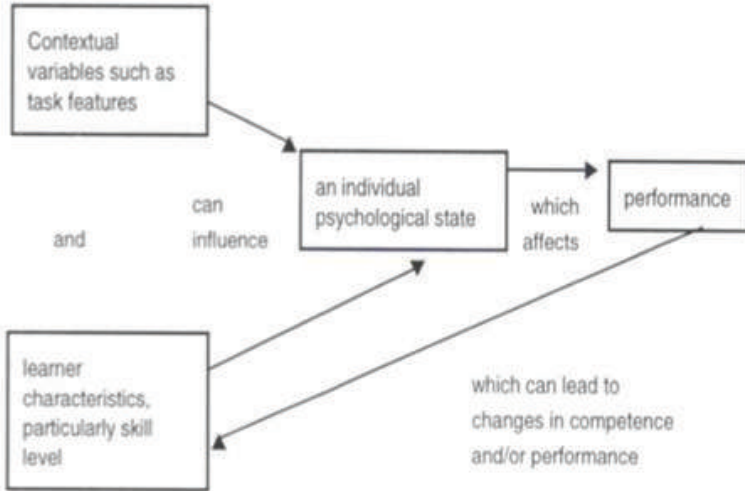 Contextual
variables such as
task features
an individual
psychological state
performance
can
influence
and
which
affects
learner
characteristics,
particularly skill
level
which can lead to
changes in competence
and/or performance